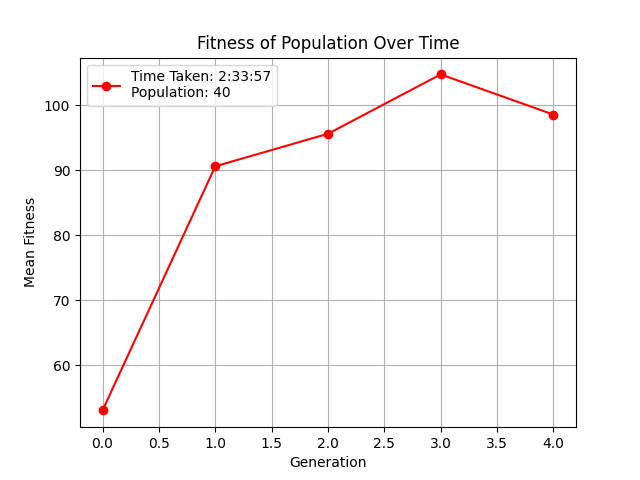 Fitness of Population Over Time
Time Taken: 2:33:57
Population: 40
100
90
80
70
60
Mean Fitness
0.0 0.5 1.0 1.5 2.0 2.5 3.0 3.5 4.0
Generation